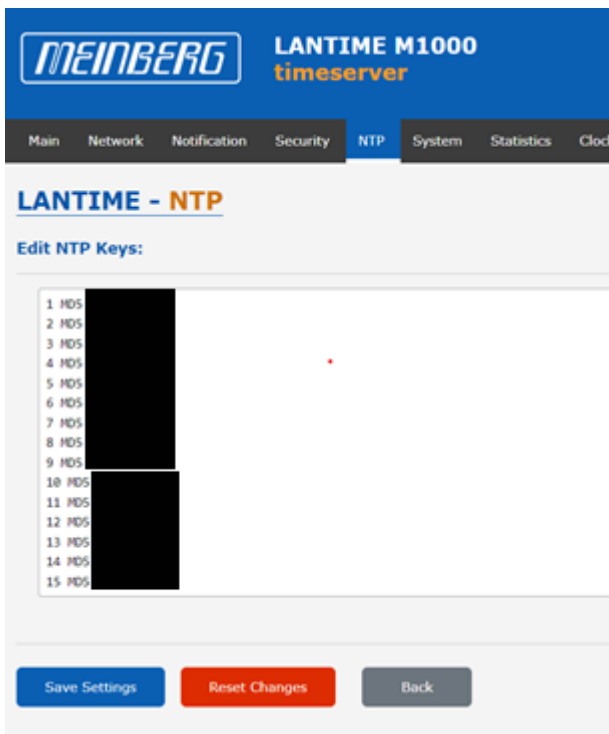 MEINBERG
LANTIME M1000
timeserver
Main Network Notification Security NTP System Statistics
LANTIME - NTP
Edit NTP Keys:
1 MD5
2 MD5
3 MD5
4 MD5
5 MD5
6 MD5
7 MD5
8 MD5
9 MD5
10 MD5
11 MD5
12 MD5
13 MD5
14 MD5
15 MD5
Save Settings Reset Changes Back